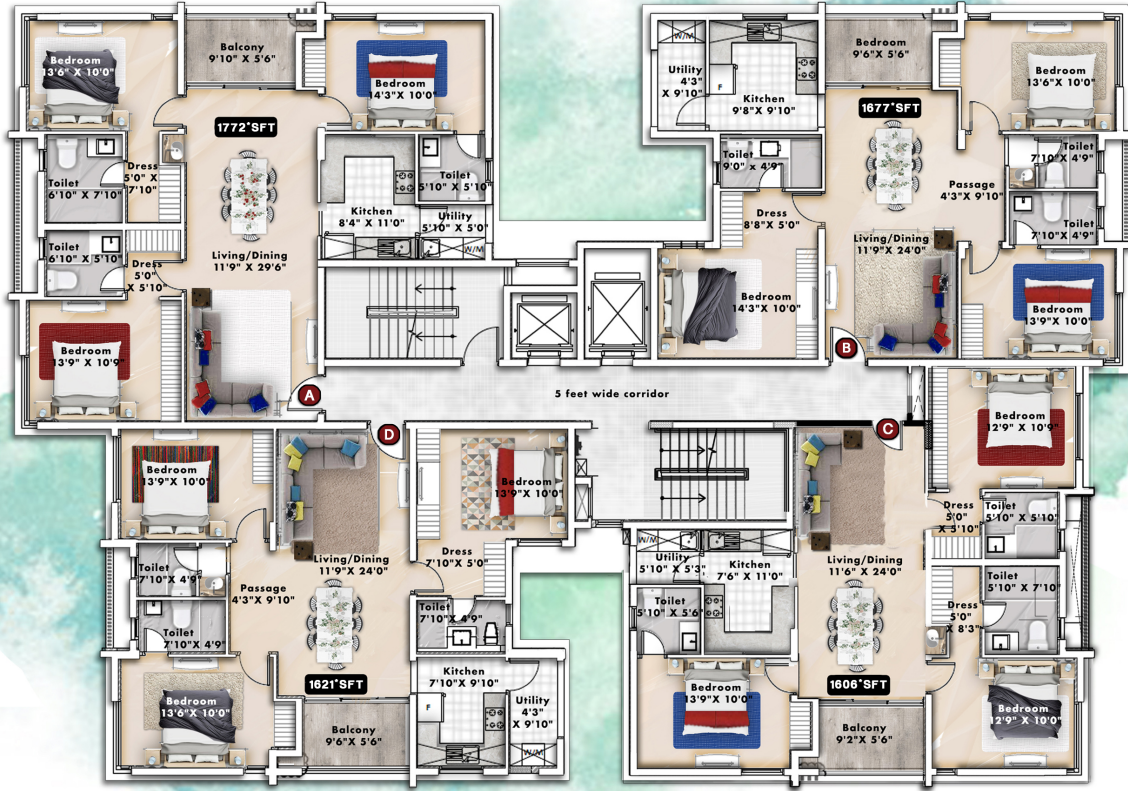 Bedroom
13'6" X 10'0"
Balcony
9'10" X 5'6"
Bedroom
14'3"X 10'0"
1772*SFT
Toilet
6'10" X 7'10"
Dress
5'0" X
7'10"
Toilet
5'10" X 5'10"
Kitchen
8'4" X 11'0"
Utility
5'10" X 5'0"
W/M
Toilet
6'10" X 5'10"
Dress
5'0"
X 5'10"
Living/Dining
11'9" X 29'6"
Bedroom
13'9" X 10'9"
A
W/M
Utility
4'3"
X 9'10"
F
Kitchen
9'8"X 9'10"
Bedroom
9'6"X 5'6"
Bedroom
13'6"X 10'0"
1677*SFT
Toilet
9'0" X 4'9"
Toilet
7'10"X 4'9"
Passage
4'3"X 9'10"
Dress
8'8"X 5'0"
Toilet
7'10"X 4'9"
Living/Dining
11'9"X 24'0"
Bedroom
14'3"X 10'0"
Bedroom
13'9"X 10'0"
B
5 feet wide corridor
D
C
Bedroom
13'9"X 10'0"
Bedroom
13'9"X 10'0"
Toilet
7'10"X 4'9"
Passage
4'3"X 9'10"
Living/Dining
11'9"X 24'0"
Dress
7'10"X 5'0"
Toilet
7'10"X 4'9"
Toilet
7'10"X 4'9"
Bedroom
13'6"X 10'0"
1621*SFT
Balcony
9'6"X 5'6"
Kitchen
7'10"X 9'10"
F
Utility
4'3"
X 9'10"
W/M
Bedroom
12'9" X 10'9"
Dress
5'0"
X 5'10"
Toilet
5'10" X 5'10"
W/M
Utility
5'10" X 5'3"
Kitchen
7'6" X 11'0"
Living/Dining
11'6" X 24'0"
Toilet
5'10" X 5'6"
Toilet
5'10" X 7'10"
Dress
5'0"
X 8'3"
Bedroom
13'9"X 10'0"
1606*SFT
Balcony
9'2"X 5'6"
Bedroom
12'9" X 10'0"